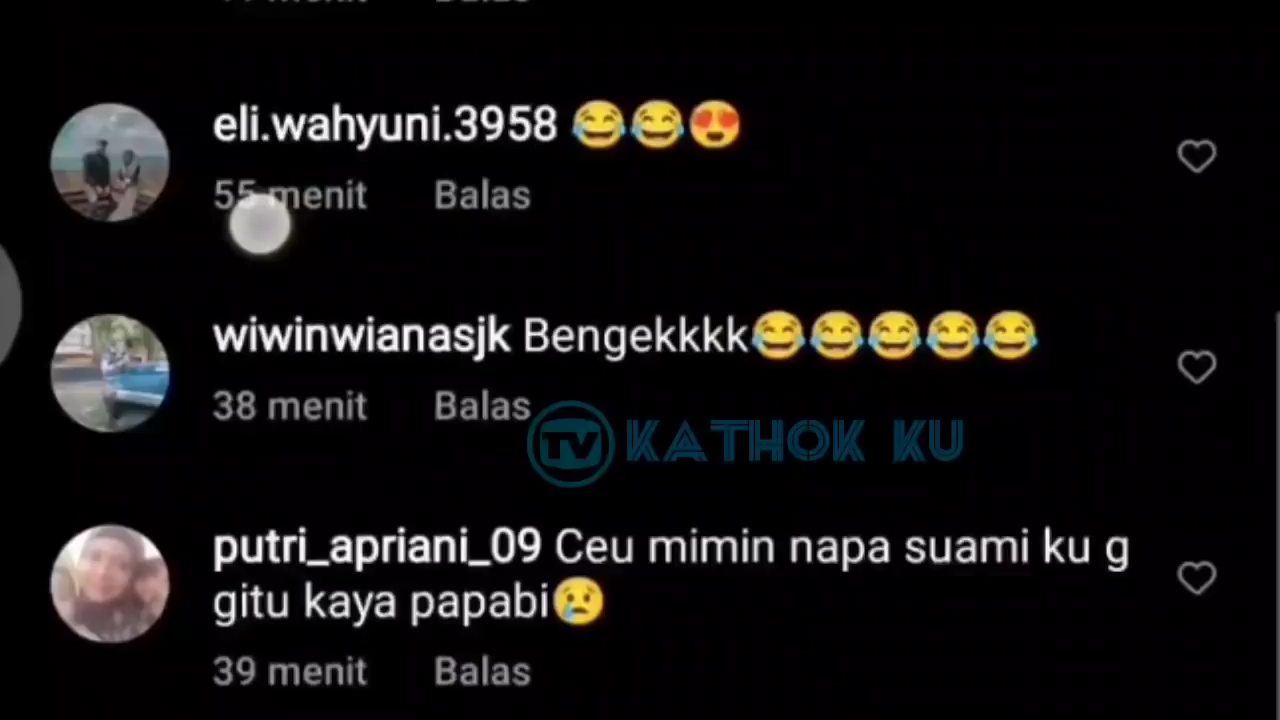 eli.wahyuni.3958 😂😂😍
55 menit Balas
wiwinwianasjk Bengekkkk😂😂😂😂😂
38 menit Balas
TV KATHOK KU
putri_apriani_09 Ceu mimin napa suami ku g
gitu kaya papabi😢
39 menit Balas